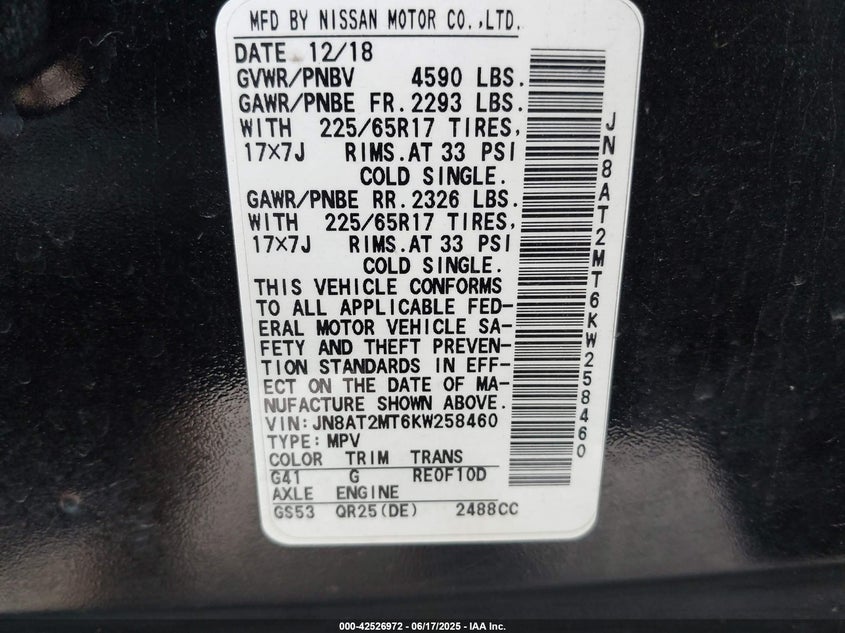 MFD BY NISSAN MOTOR CO.,LTD.
DATE 12/18
GVWR/PNBV 4590 LBS.
GAWR/PNBE FR.2293 LBS.
WITH 225/65R17 TIRES,
17×7J RIMS.AT 33 PSI
COLD SINGLE.
GAWR/PNBE RR.2326 LBS.
WITH 225/65R17 TIRES,
17×7J RIMS.AT 33 PSI
COLD SINGLE.
THIS VEHICLE CONFORMS
TO ALL APPLICABLE FED-
ERAL MOTOR VEHICLE SA-
FETY AND THEFT PREVEN-
TION STANDARDS IN EFF-
ECT ON THE DATE OF MA-
NUFACTURE SHOWN ABOVE.
VIN:JN8AT2MT6KW258460
TYPE:MPV
COLOR TRIM TRANS
G41 G RE0F10D
AXLE ENGINE
GS53 QR25(DE) 2488CC
JN8AT2MT6KW258460
000-42526972 - 06/17/2025 - IAA Inc.